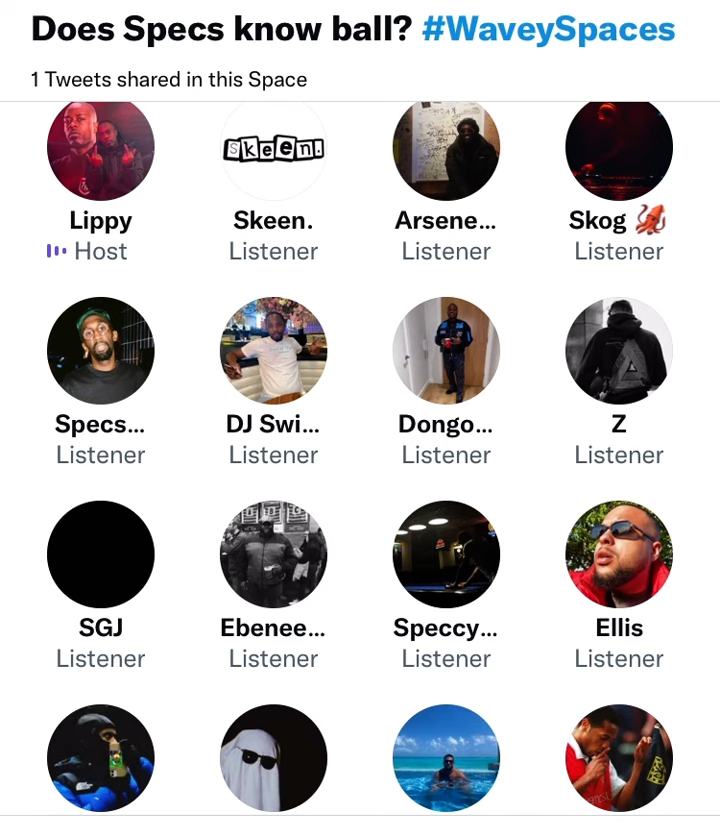 Does Specs know ball? #WaveySpaces
1 Tweets shared in this Space
skeen.
Lippy Skeen. Arsene... Skog 🦑
Host Listener Listener Listener
Specs... DJ Swi... Dongo... Z
Listener Listener Listener Listener
SGJ Ebenee... Speccy... Ellis
Listener Listener Listener Listener